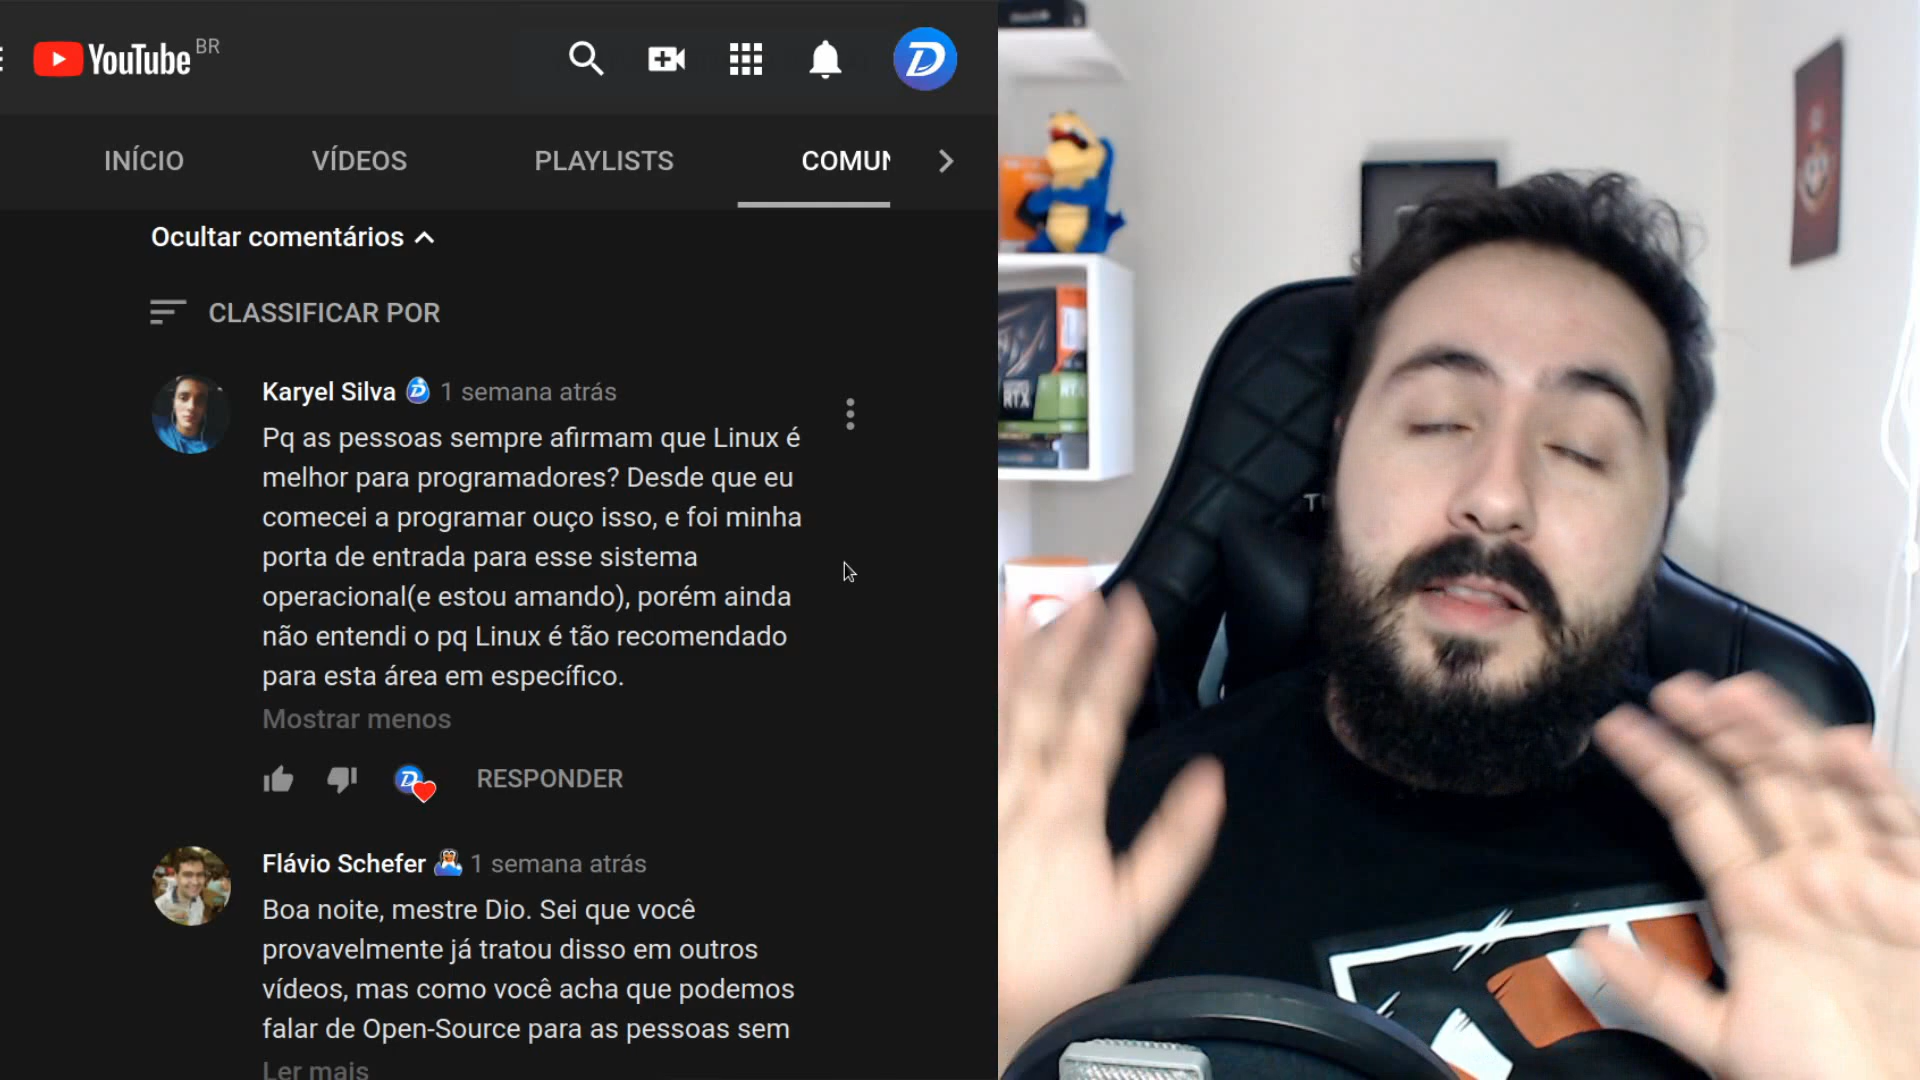 YouTube BR
INÍCIO VÍDEOS PLAYLISTS COMUN
Ocultar comentários
CLASSIFICAR POR
Karyel Silva 1 semana atrás
Pq as pessoas sempre afirmam que Linux é
melhor para programadores? Desde que eu
comecei a programar ouço isso, e foi minha
porta de entrada para esse sistema
operacional(e estou amando), porém ainda
não entendi o pq Linux é tão recomendado
para esta área em específico.
Mostrar menos
RESPONDER
Flávio Schefer 1 semana atrás
Boa noite, mestre Dio. Sei que você
provavelmente já tratou disso em outros
vídeos, mas como você acha que podemos
falar de Open-Source para as pessoas sem
Ler mais
RTX
RTX